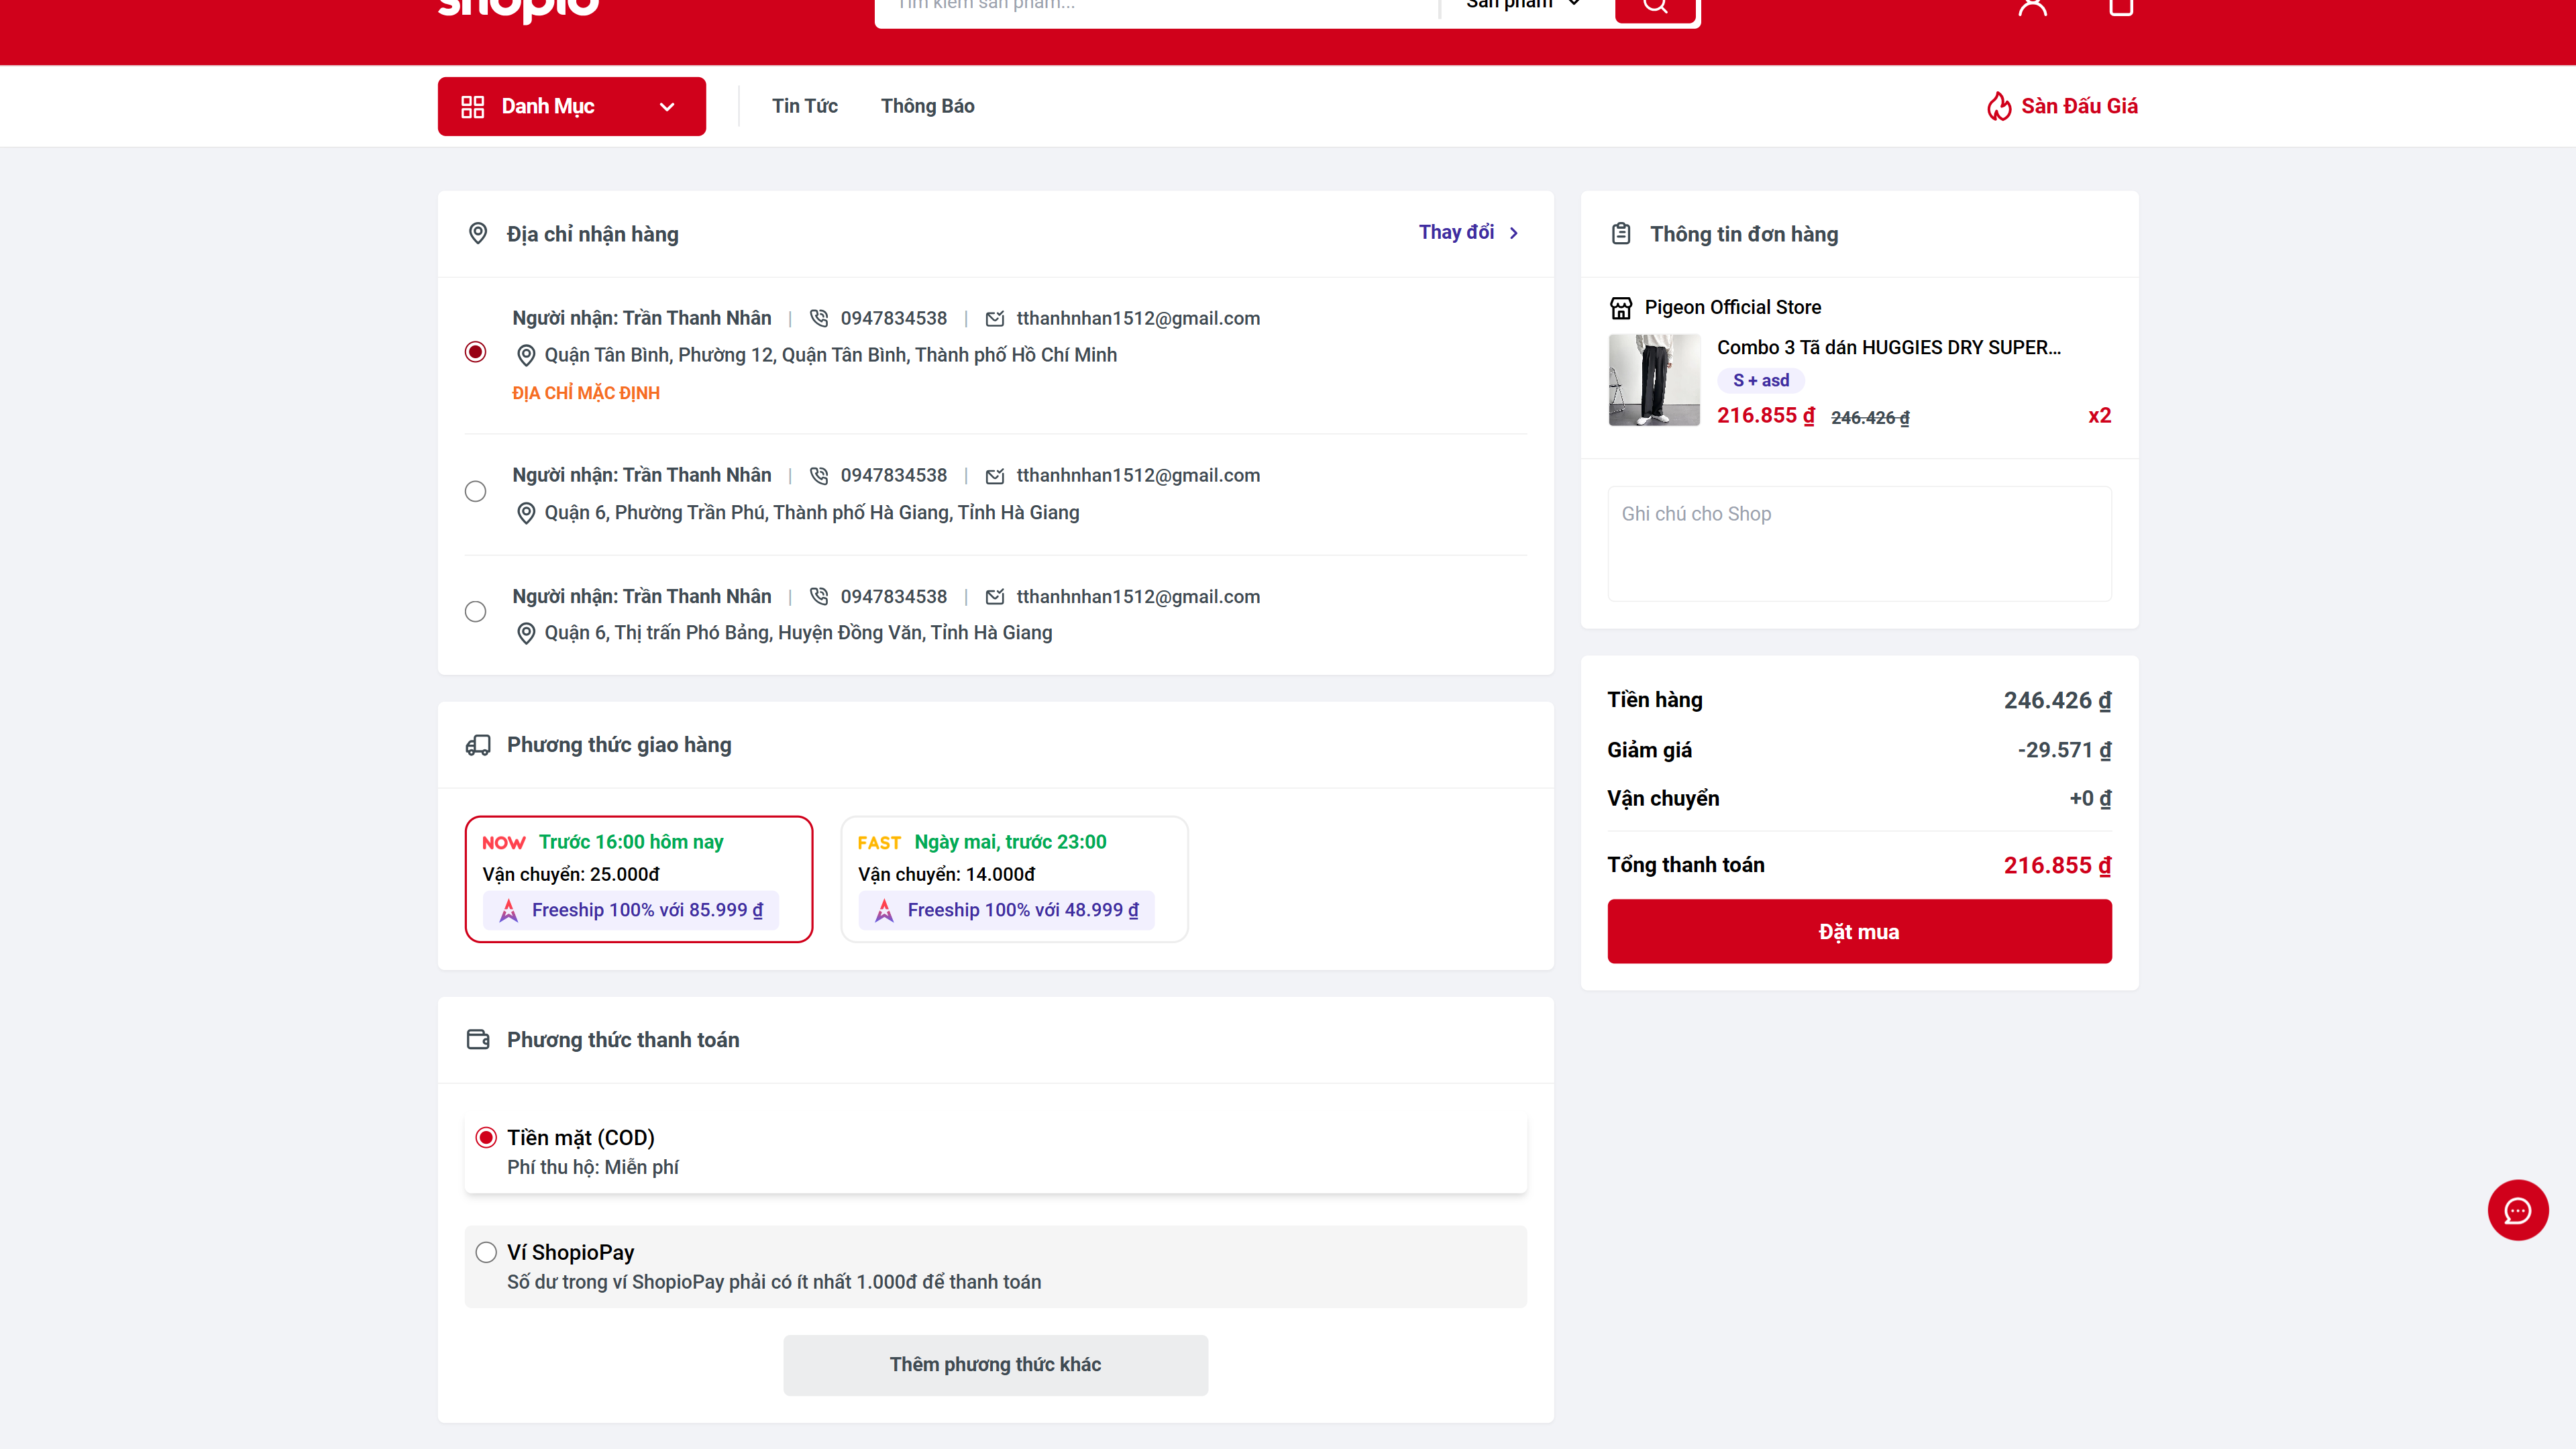 shopio
Tìm kiếm sản phẩm...
Sản phẩm
Danh Mục
Tin Tức
Thông Báo
Sàn Đấu Giá
Địa chỉ nhận hàng
Thay đổi
Người nhận: Trần Thanh Nhân | 0947834538 | tthanhnhan1512@gmail.com
Quận Tân Bình, Phường 12, Quận Tân Bình, Thành phố Hồ Chí Minh
ĐỊA CHỈ MẶC ĐỊNH
Người nhận: Trần Thanh Nhân | 0947834538 | tthanhnhan1512@gmail.com
Quận 6, Phường Trần Phú, Thành phố Hà Giang, Tỉnh Hà Giang
Người nhận: Trần Thanh Nhân | 0947834538 | tthanhnhan1512@gmail.com
Quận 6, Thị trấn Phó Bảng, Huyện Đồng Văn, Tỉnh Hà Giang
Phương thức giao hàng
NOW Trước 16:00 hôm nay
Vận chuyển: 25.000đ
Freeship 100% với 85.999 ₫
FAST Ngày mai, trước 23:00
Vận chuyển: 14.000đ
Freeship 100% với 48.999 ₫
Phương thức thanh toán
Tiền mặt (COD)
Phí thu hộ: Miễn phí
Ví ShopioPay
Số dư trong ví ShopioPay phải có ít nhất 1.000đ để thanh toán
Thêm phương thức khác
Thông tin đơn hàng
Pigeon Official Store
Combo 3 Tã dán HUGGIES DRY SUPER...
S + asd
216.855 ₫ 246.426 ₫ x2
Ghi chú cho Shop
Tiền hàng 246.426 ₫
Giảm giá -29.571 ₫
Vận chuyển +0 ₫
Tổng thanh toán 216.855 ₫
Đặt mua